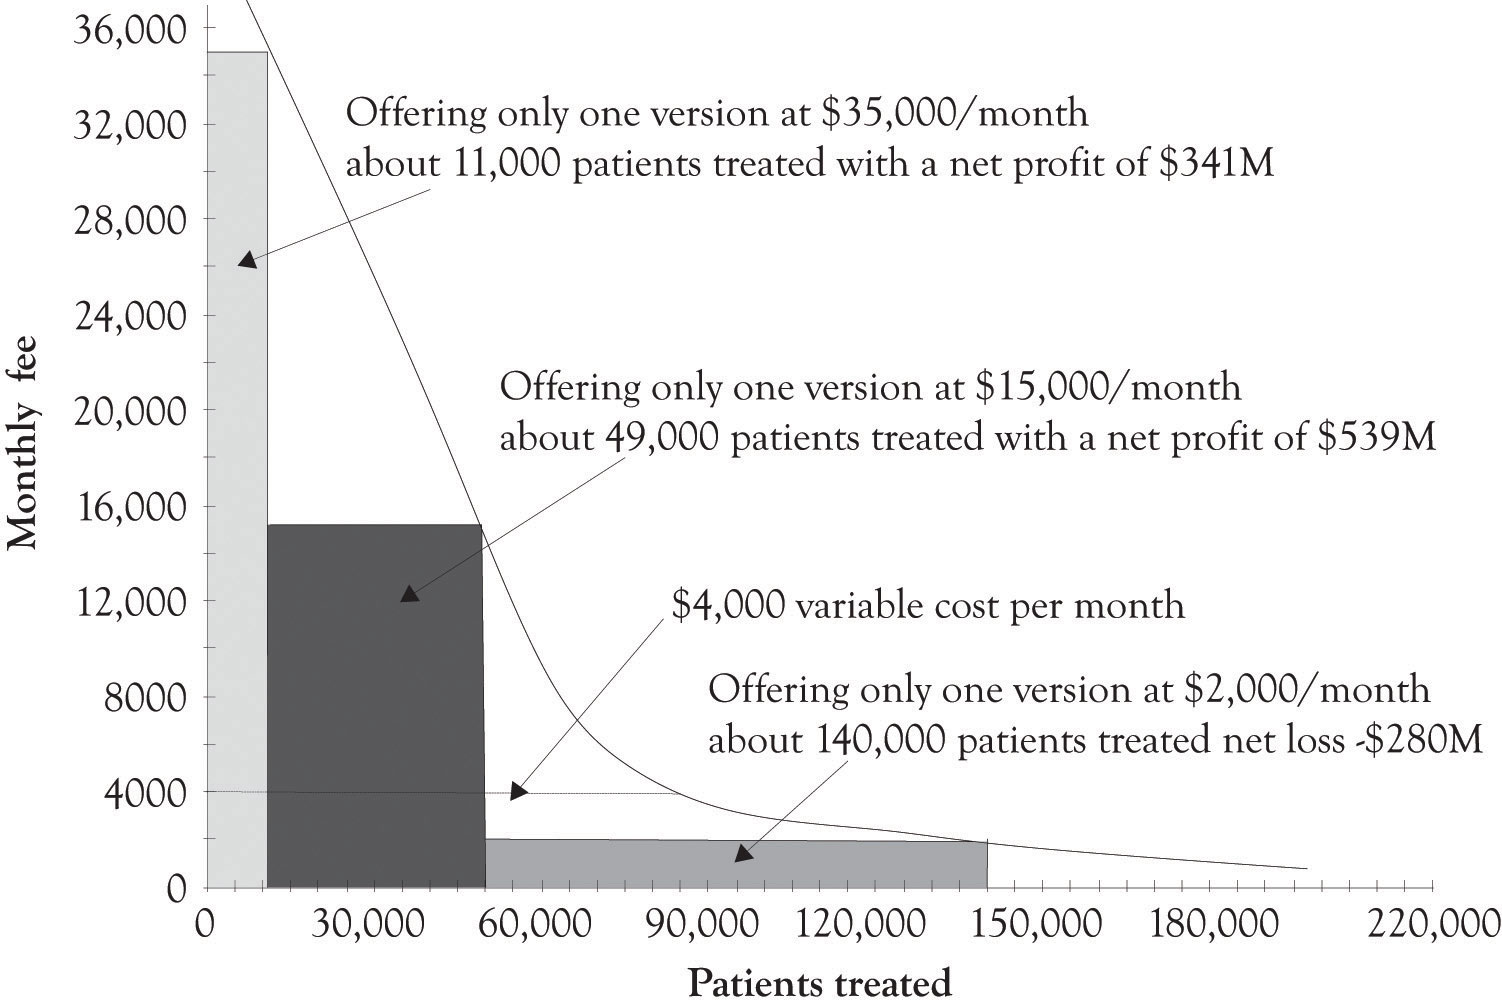 36,000
32,000
28,000
24,000
20,000
16,000
12,000
8000
4000
0
Monthly fee
Offering only one version at $35,000/month
about 11,000 patients treated with a net profit of $341M
Offering only one version at $15,000/month
about 49,000 patients treated with a net profit of $539M
$4,000 variable cost per month
Offering only one version at $2,000/month
about 140,000 patients treated net loss -$280M
0 30,000 60,000 90,000 120,000 150,000 180,000 220,000
Patients treated